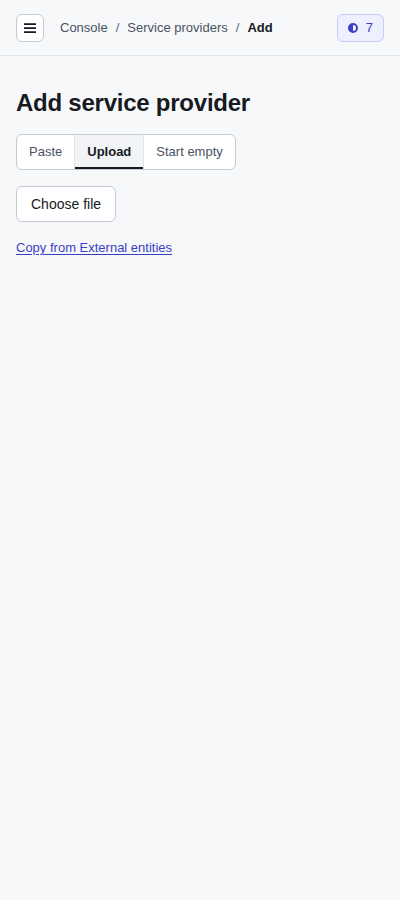 Console / Service providers / Add
7
Add service provider
Paste
Upload
Start empty
Choose file
Copy from External entities